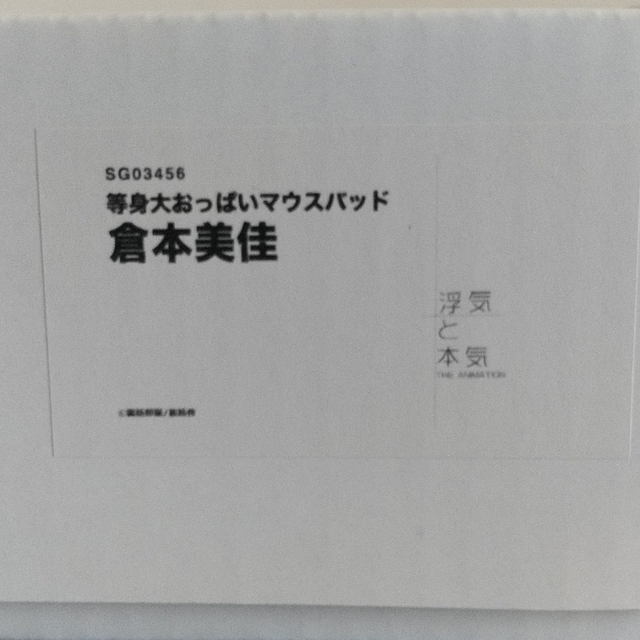 SG03456
等身大おっぱいマウスパッド
倉本美佳
浮気
と
本気
THE ANIMATION